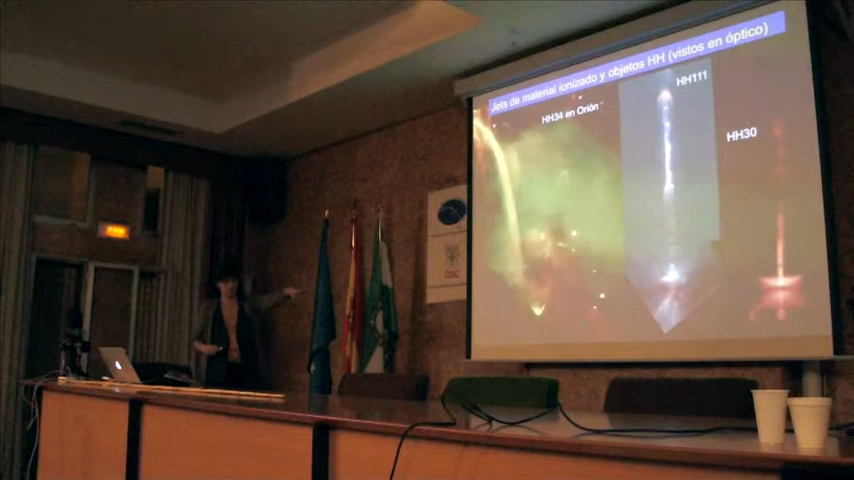 Jets de material ionizado y objetos HH (vistos en óptico)
HH34 en Orión
HH111
HH30
CSIC